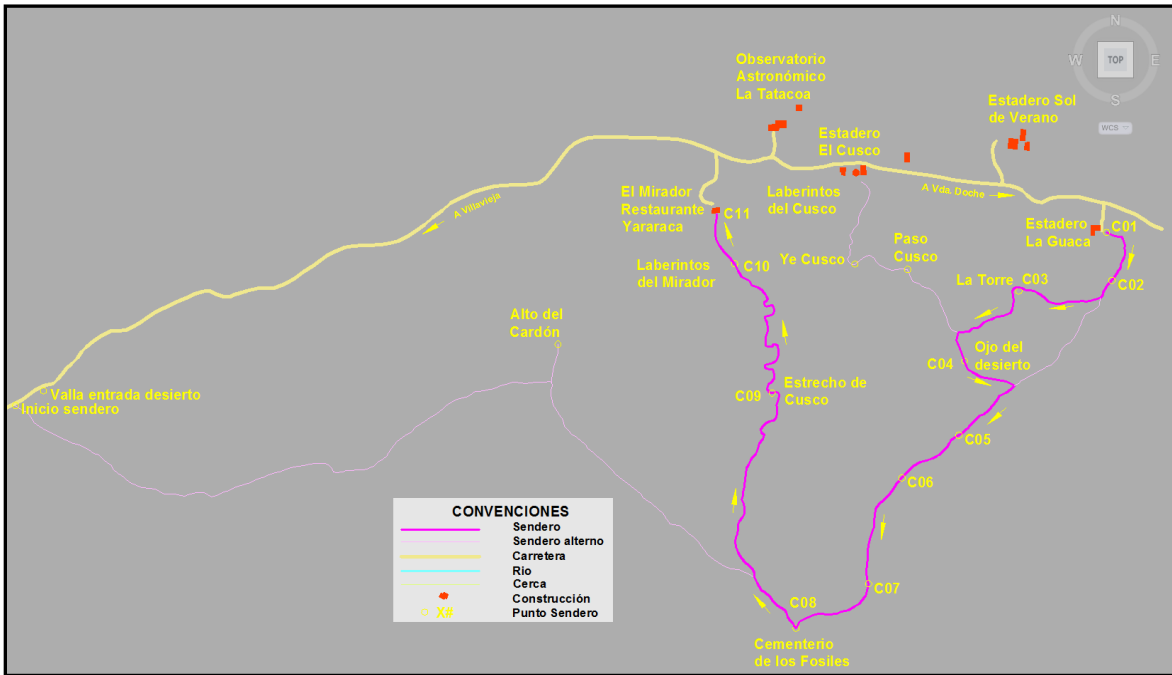 N
W
TOP
E
S
WCS
Observatorio
Astronómico
La Tatacoa
Estadero Sol
de Verano
Estadero
El Cusco
A Villavieja
El Mirador
Restaurante
Yararaca
C11
Laberintos
del Cusco
A Vda. Doche
Estadero
La Guaca
C01
C10
Laberintos
del Mirador
Ye Cusco
Paso
Cusco
La Torre
C03
C02
Alto del
Cardón
C04
Ojo del
desierto
Valla entrada desierto
Inicio sendero
C09
Estrecho de
Cusco
C05
C06
C07
C08
Cementerio
de los Fosiles
CONVENCIONES
Sendero
Sendero alterno
Carretera
Rio
Cerca
Construcción
XX
Punto Sendero